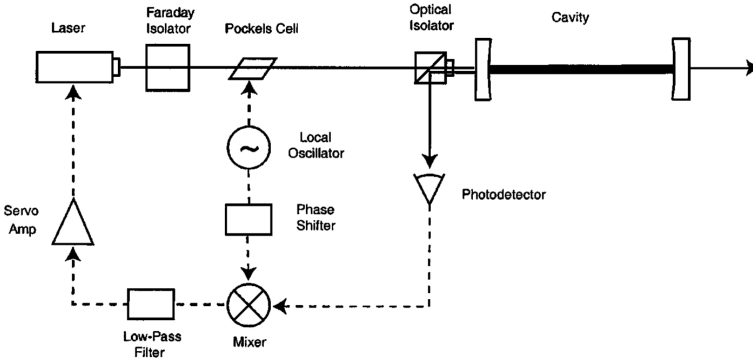 Laser
Faraday
Isolator
Pockels Cell
Optical
Isolator
Cavity
~
Local
Oscillator
Photodetector
Servo
Amp
Phase
Shifter
Low-Pass
Filter
Mixer